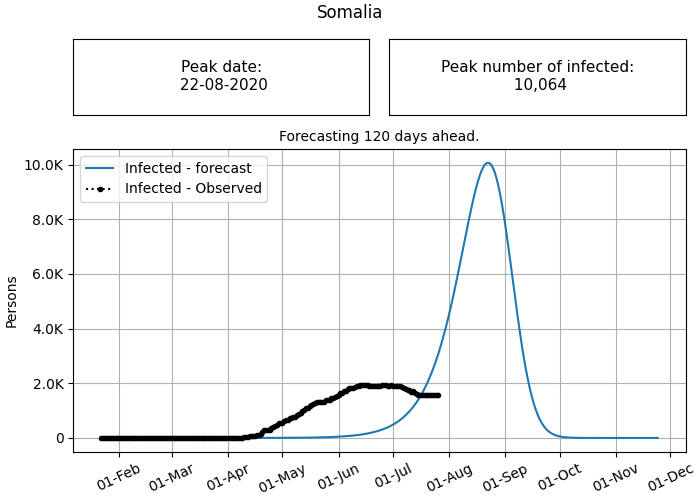 Somalia
Peak date:
22-08-2020
Peak number of infected:
10,064
Forecasting 120 days ahead.
Infected - forecast
Infected - Observed
Persons
10.0K
8.0K
6.0K
4.0K
2.0K
0
01-Feb
01-Mar
01-Apr
01-May
01-Jun
01-Jul
01-Aug
01-Sep
01-Oct
01-Nov
01-Dec